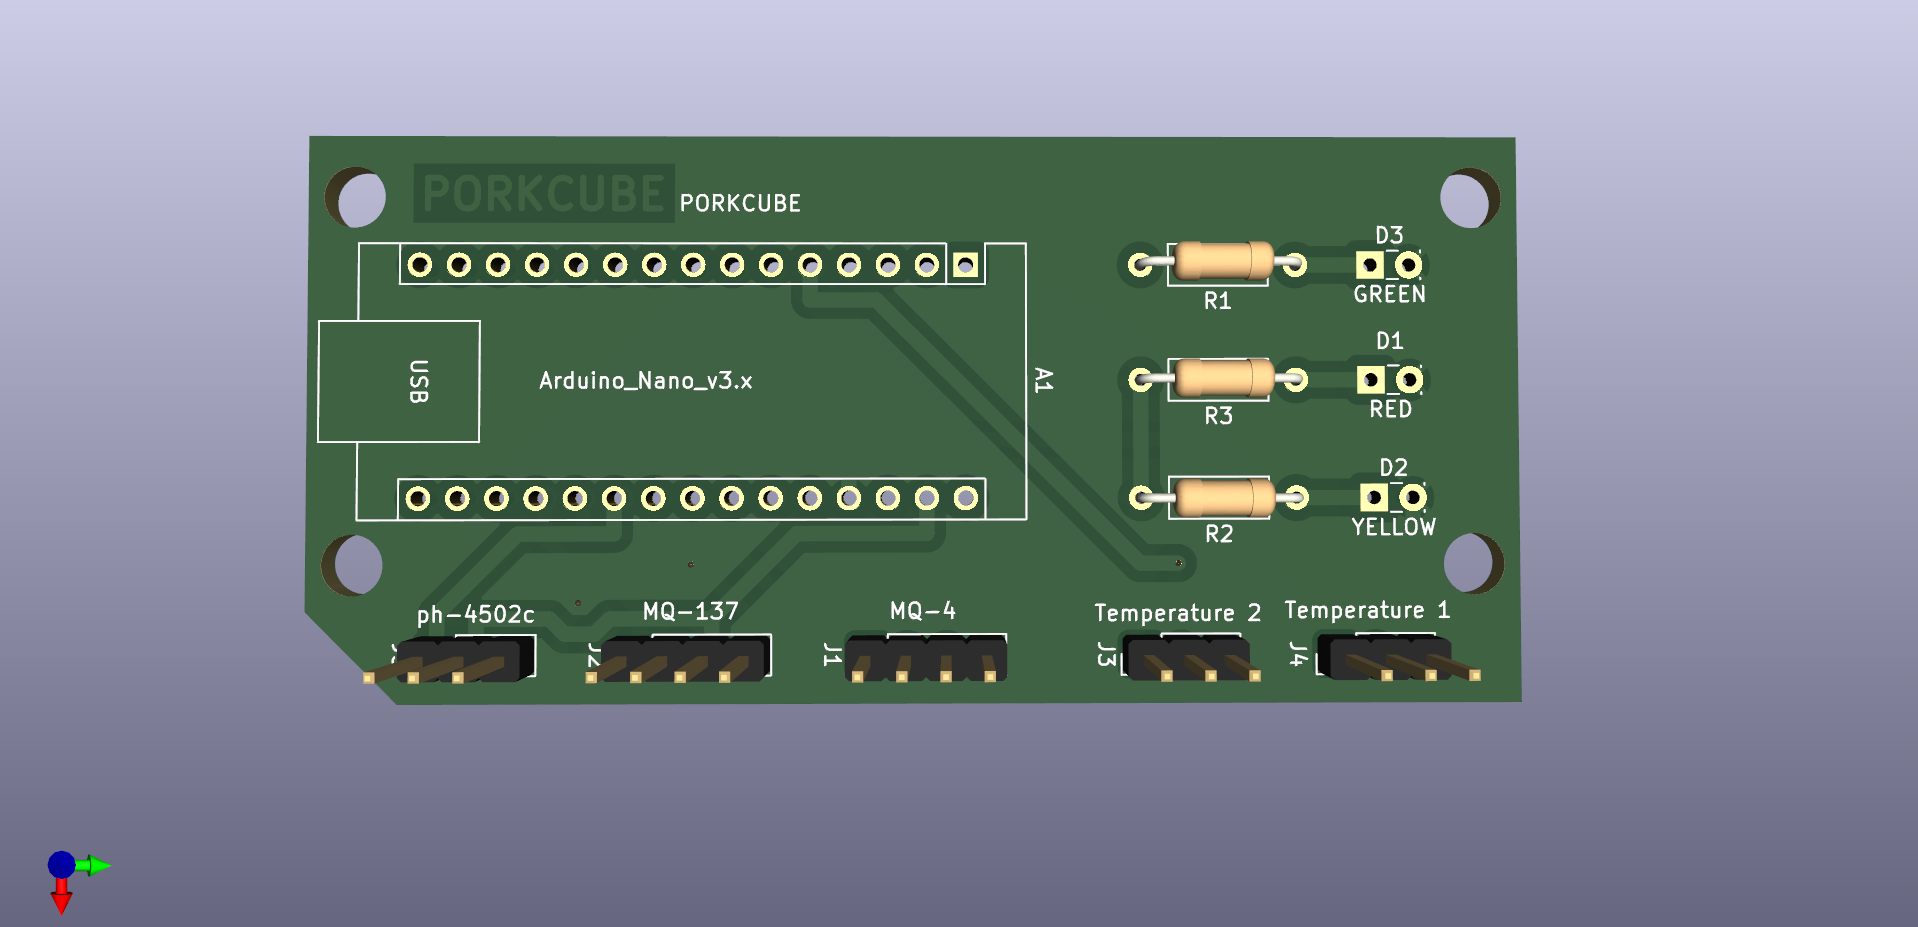 PORKCUBE
PORKCUBE
D3
GREEN
R1
USB
Arduino_Nano_v3.x
A1
D1
RED
R3
D2
YELLOW
R2
ph-4502c
MQ-137
MQ-4
Temperature 2
Temperature 1
J2
J1
J3
J4